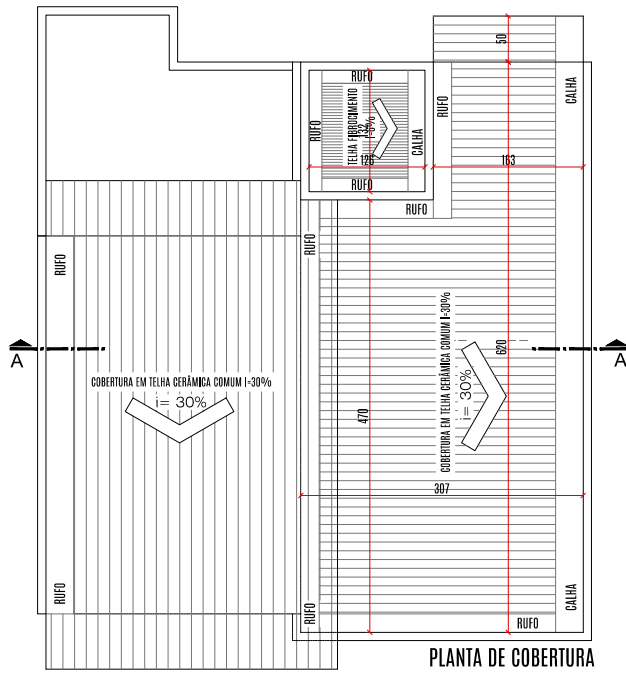 50
RUFO
RUFO
CALHA
RUFO
TELHA FIBROCIMENTO
132
CALHA
126
163
RUFO
RUFO
RUFO
RUFO
A
A
COBERTURA EM TELHA CERÂMICA COMUM I=30%
i= 30%
COBERTURA EM TELHA CERÂMICA COMUM I=30%
i= 30%
620
470
307
RUFO
RUFO
CALHA
RUFO
PLANTA DE COBERTURA